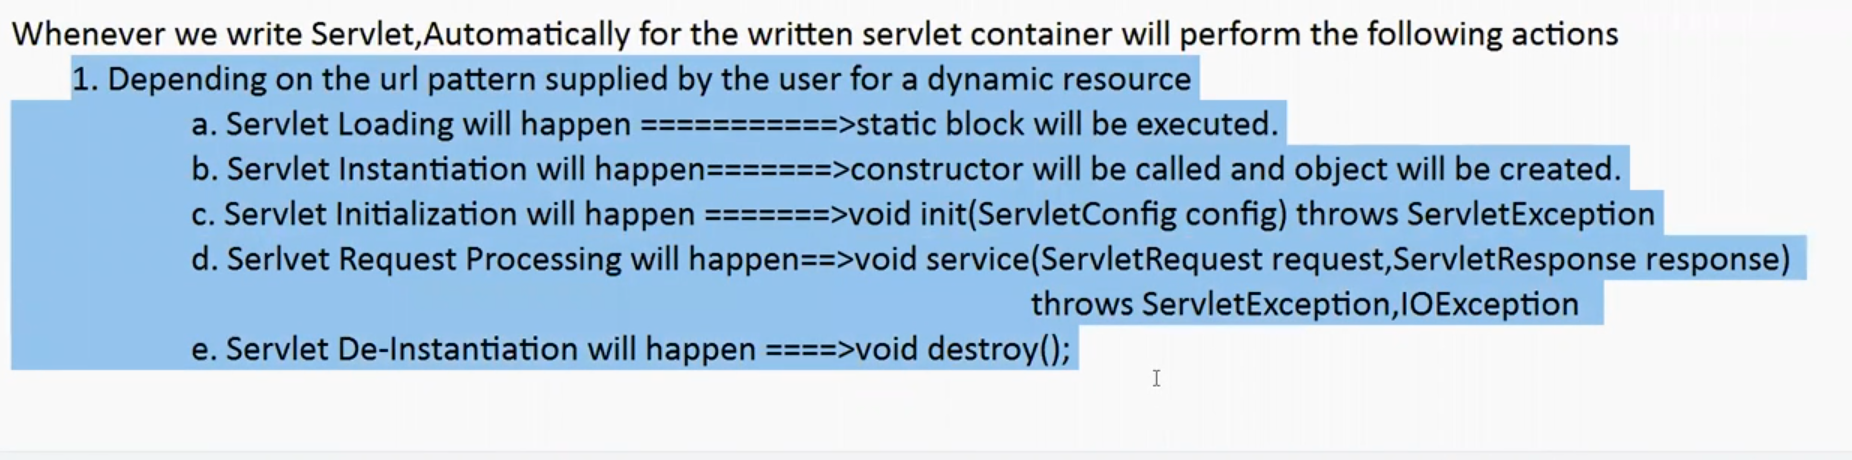 Whenever we write Servlet,Automatically for the written servlet container will perform the following actions
1. Depending on the url pattern supplied by the user for a dynamic resource
a. Servlet Loading will happen ===========>static block will be executed.
b. Servlet Instantiation will happen=======>constructor will be called and object will be created.
c. Servlet Initialization will happen =======>void init(ServletConfig config) throws ServletException
d. Serlvet Request Processing will happen==>void service(ServletRequest request,ServletResponse response)
throws ServletException,IOException
e. Servlet De-Instantiation will happen ====>void destroy();